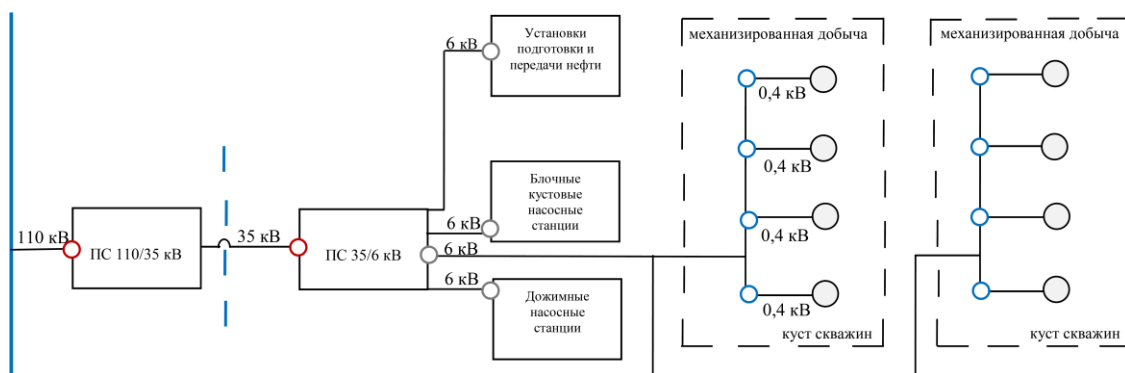 110 кВ
ПС 110/35 кВ
35 кВ
ПС 35/6 кВ
6 кВ
Установки
подготовки и
передачи нефти
6 кВ
Блочные
кустовые
насосные
станции
6 кВ
6 кВ
Дожимные
насосные
станции
механизированная добыча
0,4 кВ
0,4 кВ
0,4 кВ
0,4 кВ
куст скважин
механизированная добыча
куст скважин